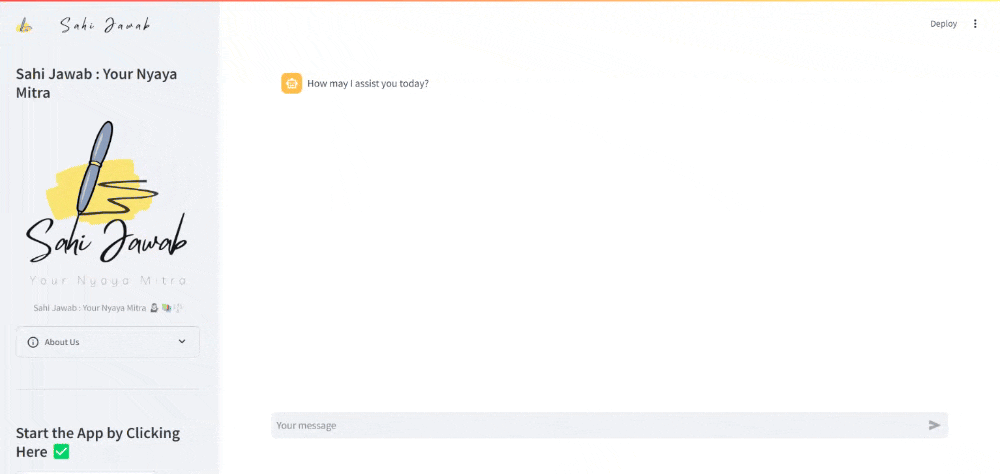 Sahi Jawab
Deploy
Sahi Jawab : Your Nyaya
Mitra
Sahi Jawab
Your Nyaya Mitra
Sahi Jawab : Your Nyaya Mitra
About Us
Start the App by Clicking
Here ✅
How may I assist you today?
Your message